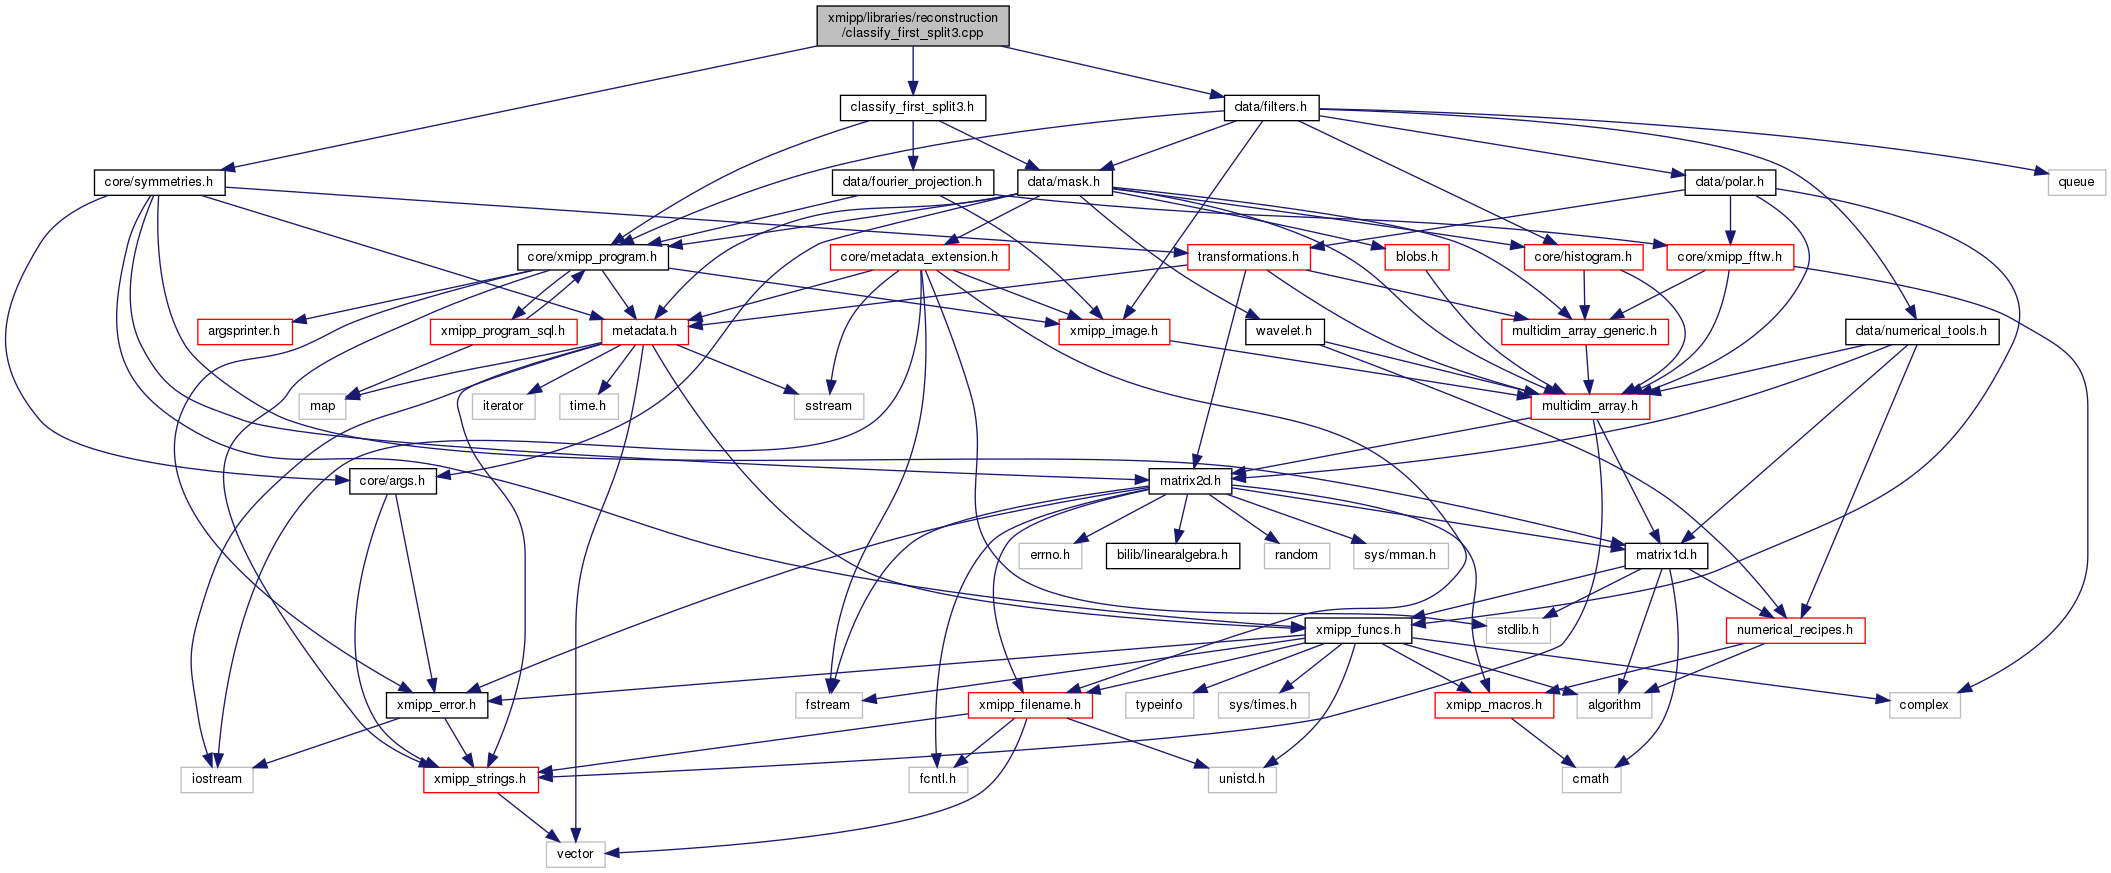 xmipp/libraries/reconstruction
/classify_first_split3.cpp
classify_first_split3.h
data/filters.h
core/symmetries.h
data/fourier_projection.h
data/mask.h
data/polar.h
queue
core/xmipp_program.h
core/metadata_extension.h
transformations.h
blobs.h
core/histogram.h
core/xmipp_fftw.h
argsprinter.h
xmipp_program_sql.h
metadata.h
xmipp_image.h
wavelet.h
multidim_array_generic.h
data/numerical_tools.h
map
iterator
time.h
sstream
multidim_array.h
core/args.h
matrix2d.h
errno.h
bilib/linearalgebra.h
random
sys/mman.h
matrix1d.h
xmipp_funcs.h
stdlib.h
numerical_recipes.h
xmipp_error.h
fstream
xmipp_filename.h
typeinfo
sys/times.h
xmipp_macros.h
algorithm
complex
iostream
xmipp_strings.h
fcntl.h
unistd.h
cmath
vector